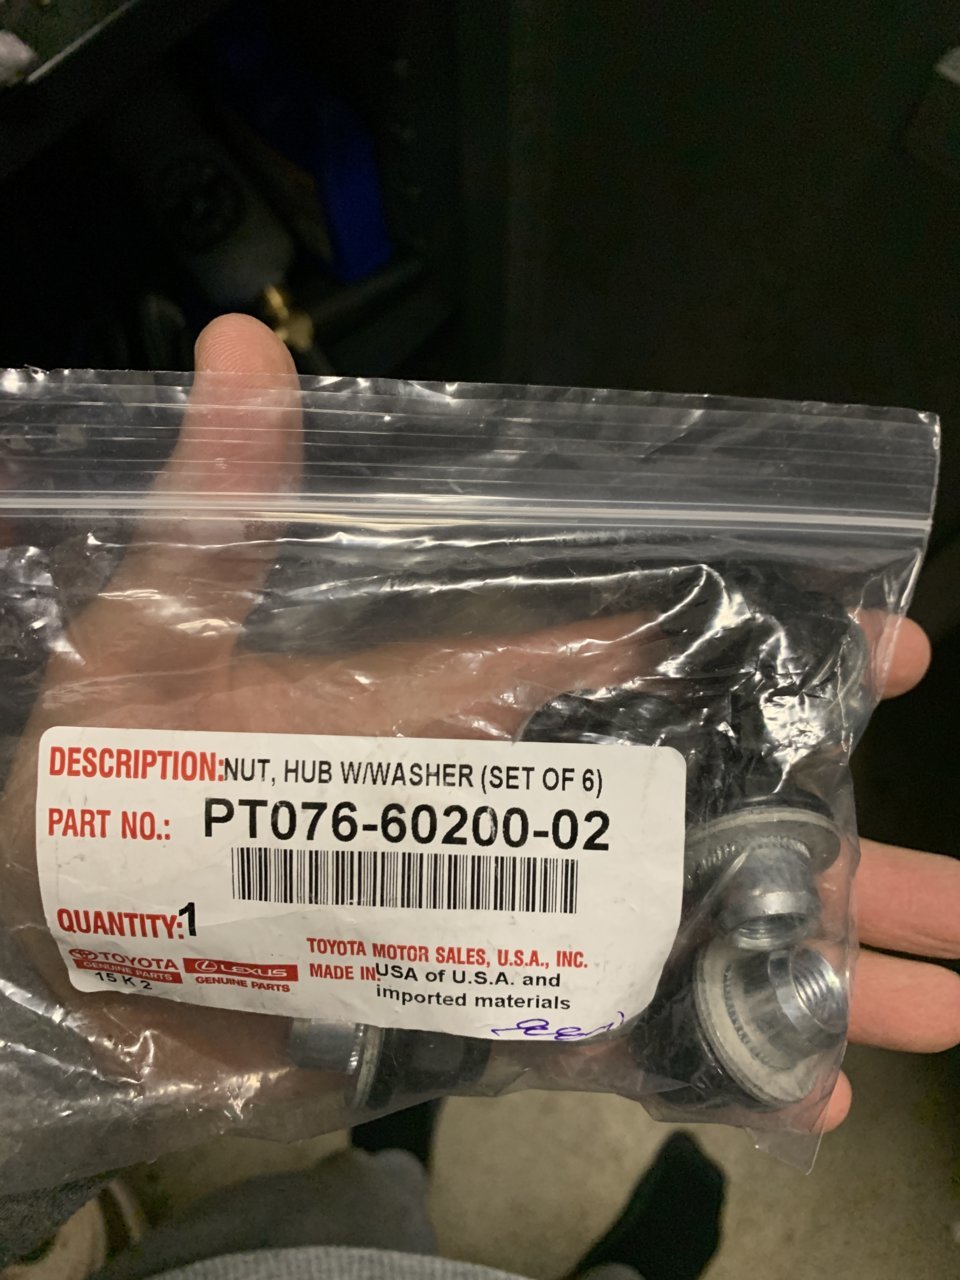 DESCRIPTION:NUT, HUB W/WASHER (SET OF 6)
PART NO.: PT076-60200-02
QUANTITY:1
TOYOTA
GENUINE PARTS
LEXUS
GENUINE PARTS
15 K 2
TOYOTA MOTOR SALES, U.S.A., INC.
MADE IN USA of U.S.A. and
imported materials